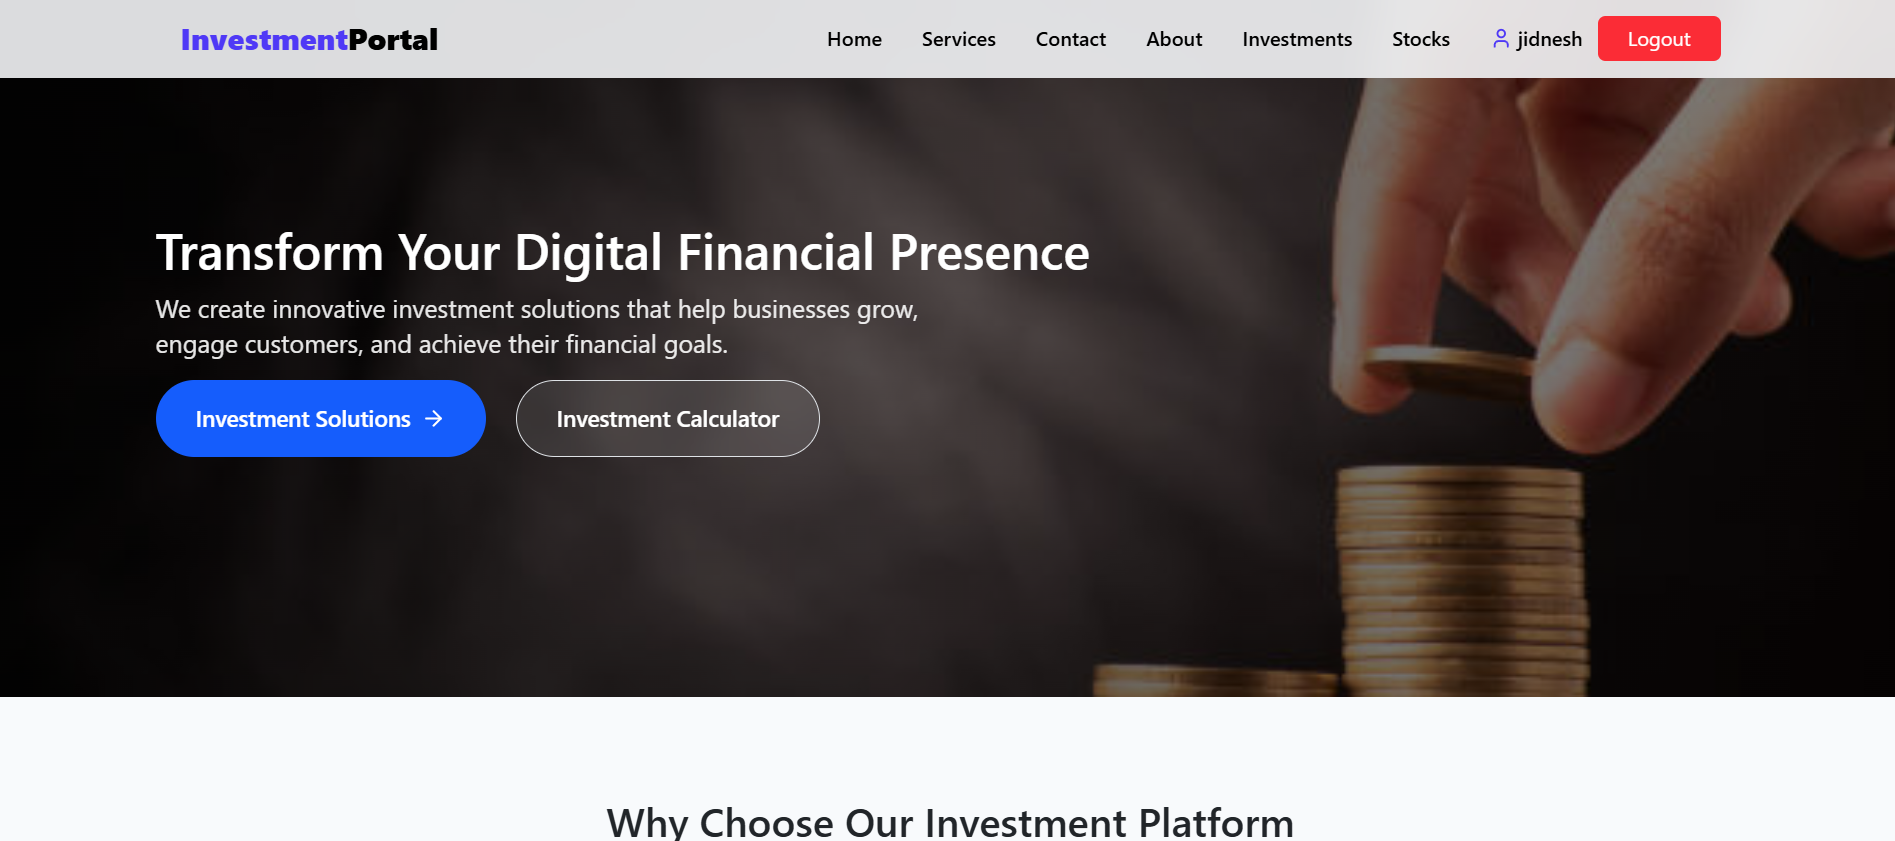 InvestmentPortal
Home Services Contact About Investments Stocks jidnesh Logout
Transform Your Digital Financial Presence
We create innovative investment solutions that help businesses grow,
engage customers, and achieve their financial goals.
Investment Solutions → Investment Calculator
Why Choose Our Investment Platform